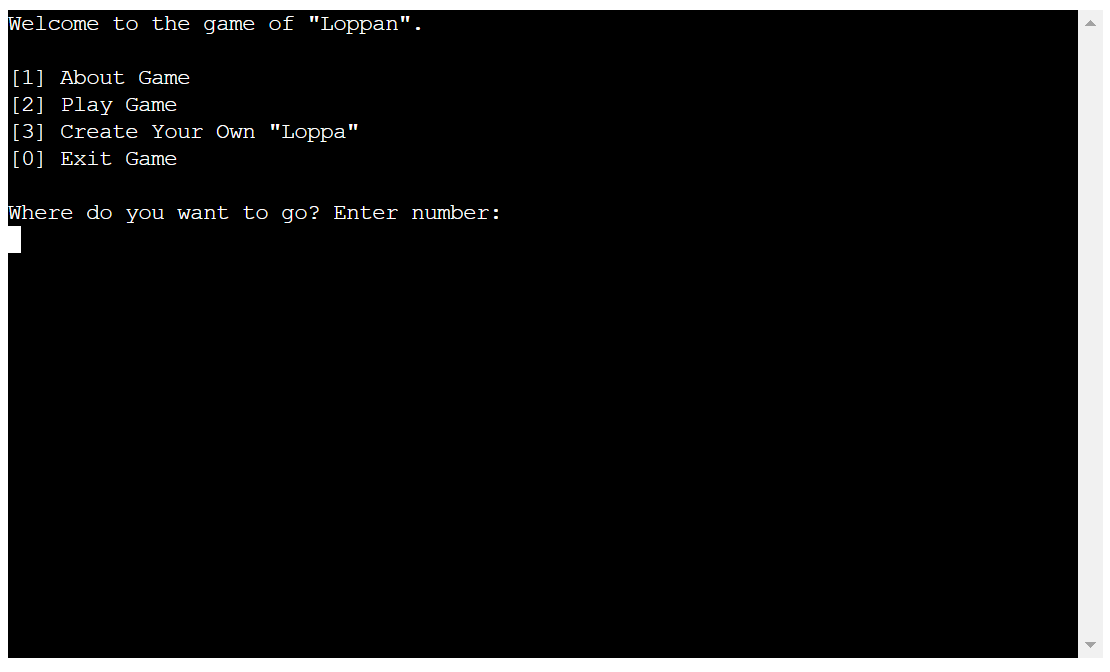 Welcome to the game of "Loppan".
[1] About Game
[2] Play Game
[3] Create Your Own "Loppa"
[0] Exit Game
Where do you want to go? Enter number: